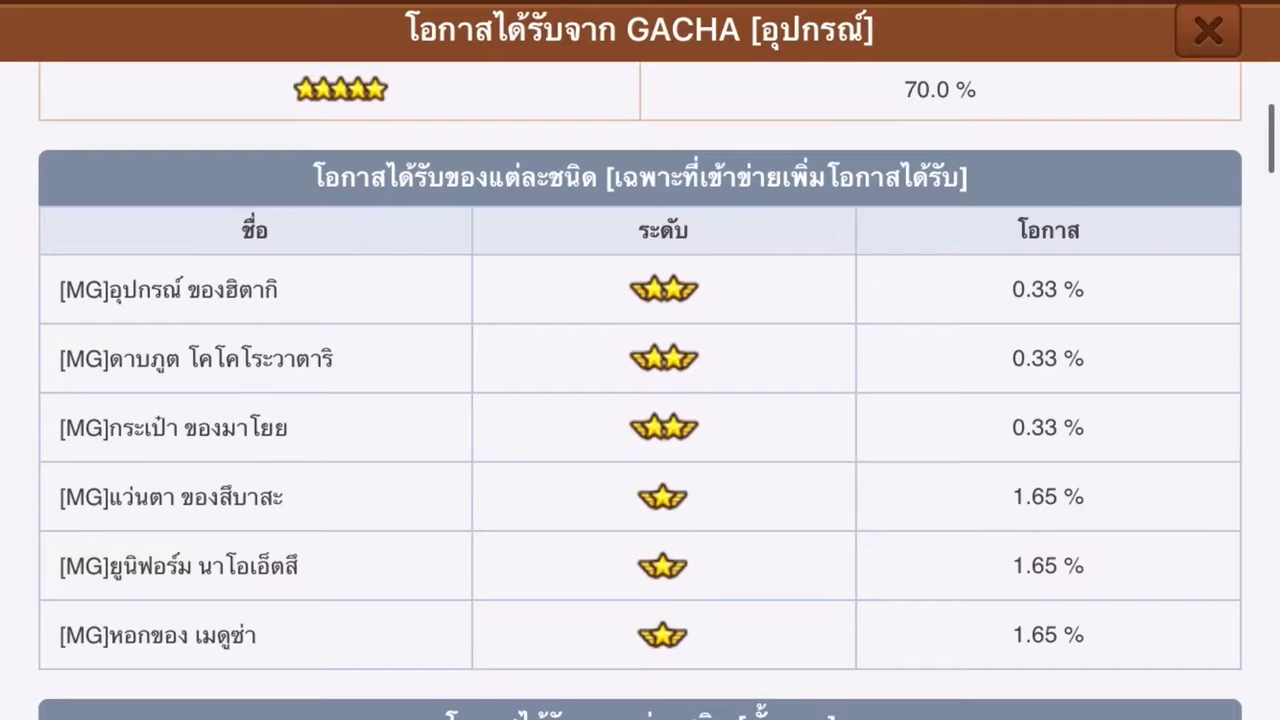 โอกาสได้รับจาก GACHA [อุปกรณ์]
70.0 %
โอกาสได้รับของแต่ละชนิด [เฉพาะที่เข้าข่ายเพิ่มโอกาสได้รับ]
ชื่อ ระดับ โอกาส
[MG]อุปกรณ์ ของฮิตากิ 0.33 %
[MG]ดาบภูต โคโคโระวาตาริ 0.33 %
[MG]กระเป๋า ของมาโยย 0.33 %
[MG]แว่นตา ของสึบาสะ 1.65 %
[MG]ยูนิฟอร์ม นาโอเอ็ตสึ 1.65 %
[MG]หอกของ เมดูซ่า 1.65 %